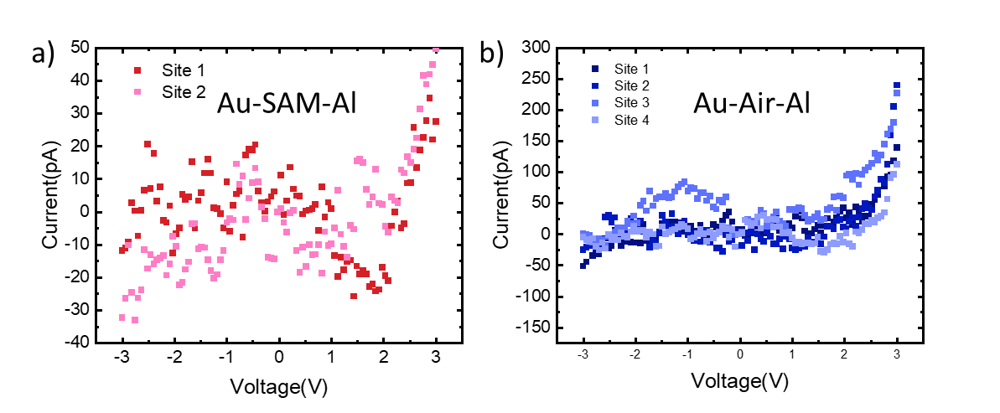 a)
50
40
30
20
10
0
-10
-20
-30
-40
Current(pA)
Site 1
Site 2
Au-SAM-Al
-3 -2 -1 0 1 2 3
Voltage(V)
b)
300
250
200
150
100
50
0
-50
-100
-150
Current(pA)
Site 1
Site 2
Site 3
Site 4
Au-Air-Al
-3 -2 -1 0 1 2 3
Voltage(V)